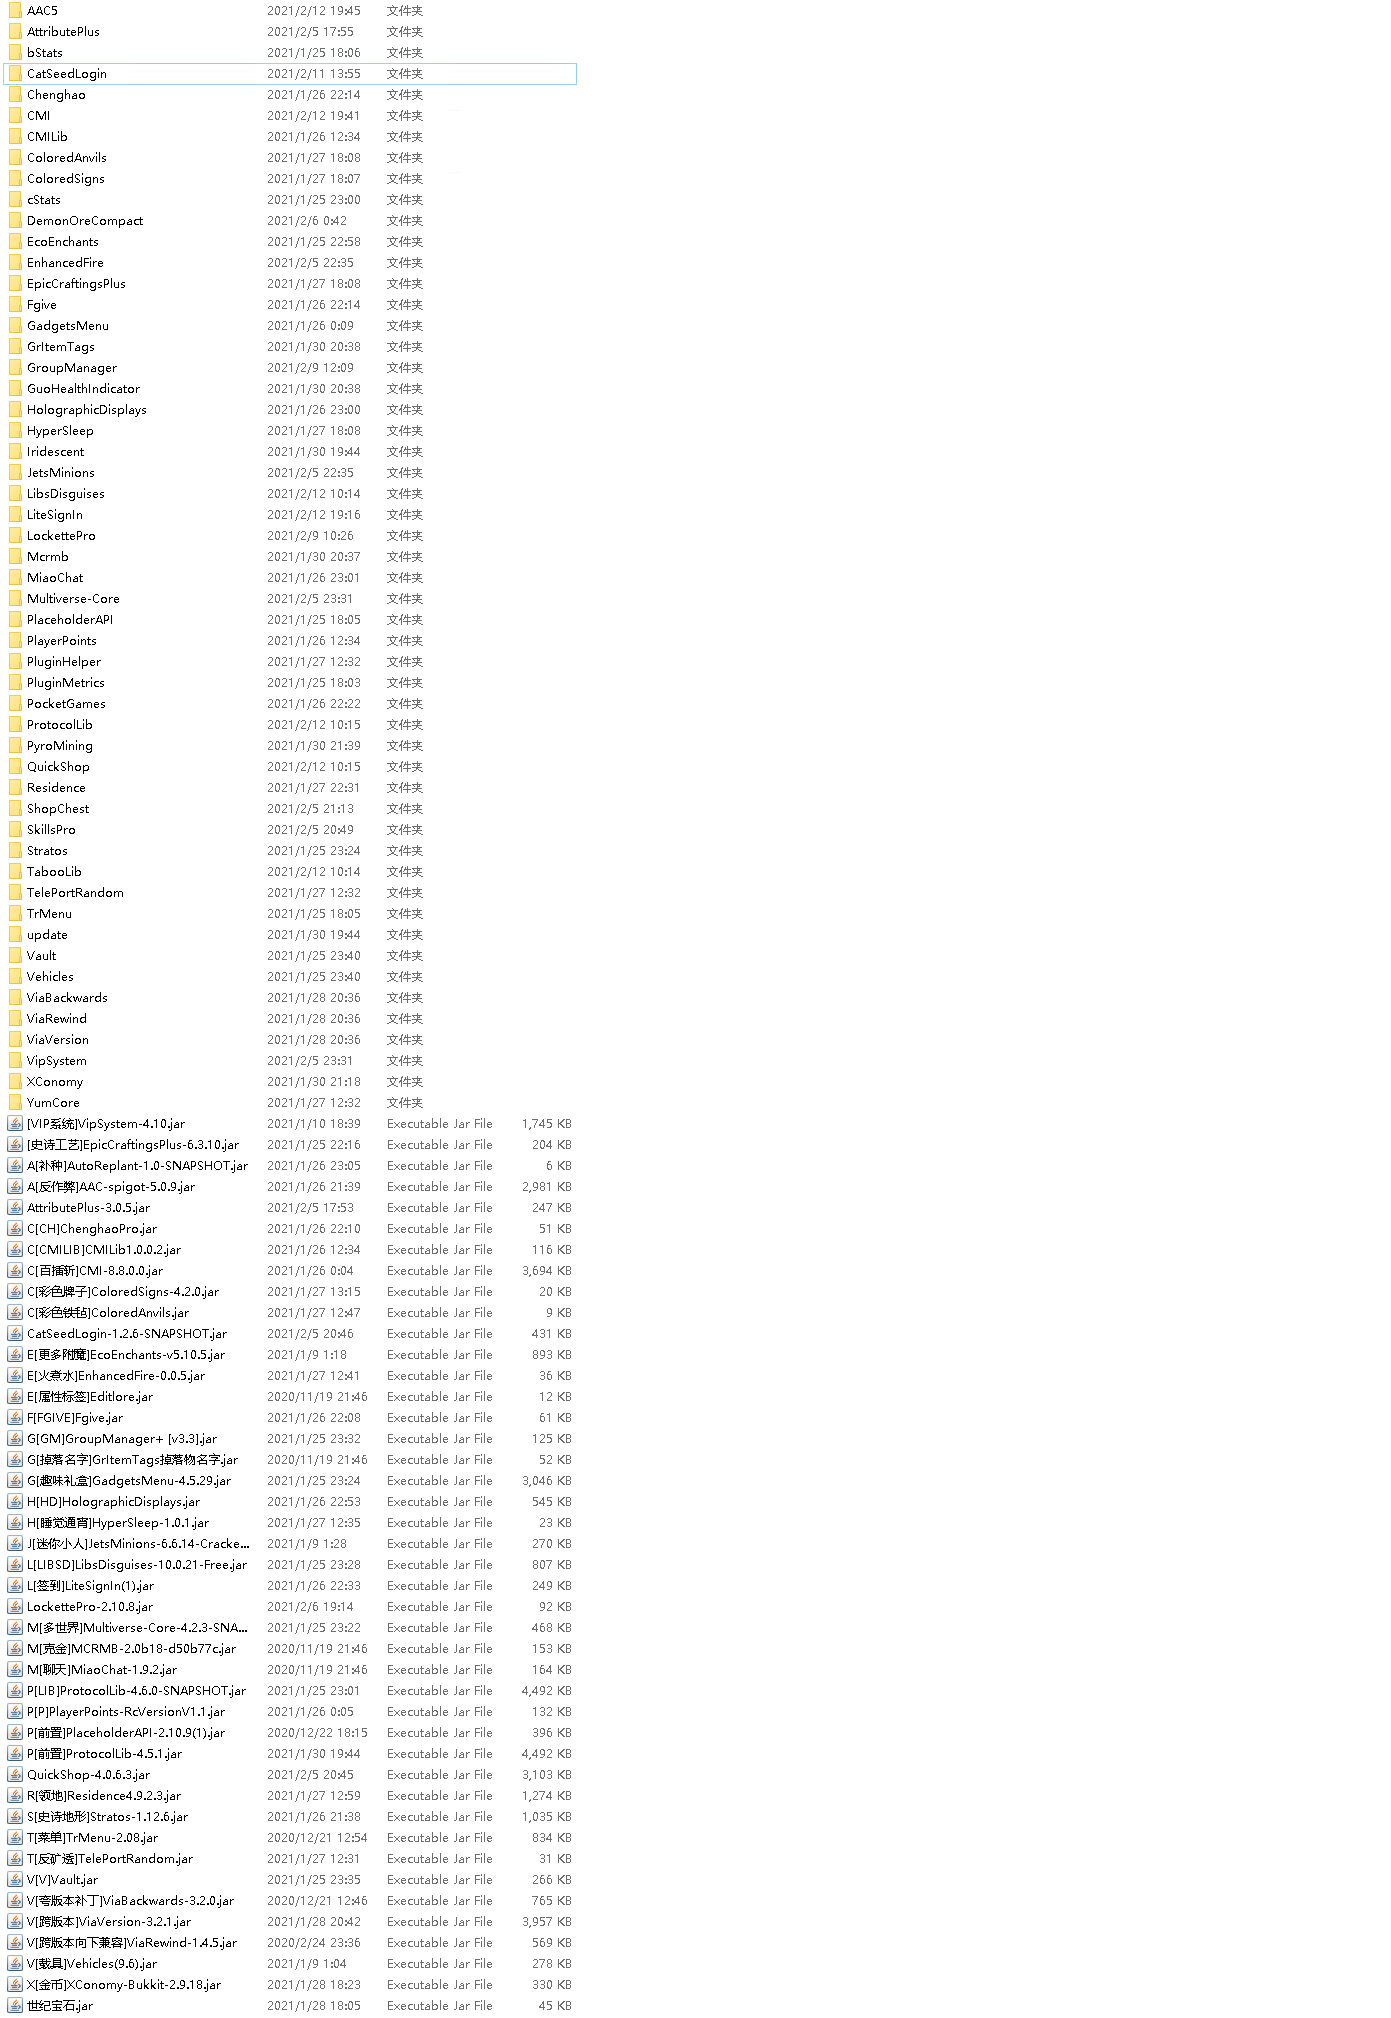 AAC5 2021/2/12 19:45 文件夹
AttributePlus 2021/2/5 17:55 文件夹
bStats 2021/1/25 18:06 文件夹
CatSeedLogin 2021/2/11 13:55 文件夹
Chenghao 2021/1/26 22:14 文件夹
CMI 2021/2/12 19:41 文件夹
CMILib 2021/1/26 12:34 文件夹
ColoredAnvils 2021/1/27 18:08 文件夹
ColoredSigns 2021/1/27 18:07 文件夹
cStats 2021/1/25 23:00 文件夹
DemonOreCompact 2021/2/6 0:42 文件夹
EcoEnchants 2021/1/25 22:58 文件夹
EnhancedFire 2021/2/5 22:35 文件夹
EpicCraftingsPlus 2021/1/27 18:08 文件夹
Fgive 2021/1/26 22:14 文件夹
GadgetsMenu 2021/1/26 0:09 文件夹
GrItemTags 2021/1/30 20:38 文件夹
GroupManager 2021/2/9 12:09 文件夹
GuoHealthIndicator 2021/1/30 20:38 文件夹
HolographicDisplays 2021/1/26 23:00 文件夹
HyperSleep 2021/1/27 18:08 文件夹
Iridescent 2021/1/30 19:44 文件夹
JetsMinions 2021/2/5 22:35 文件夹
LibsDisguises 2021/2/12 10:14 文件夹
LiteSignIn 2021/2/12 19:16 文件夹
LockettePro 2021/2/9 10:26 文件夹
Mcrmb 2021/1/30 20:37 文件夹
MiaoChat 2021/1/26 23:01 文件夹
Multiverse-Core 2021/2/5 23:31 文件夹
PlaceholderAPI 2021/1/25 18:05 文件夹
PlayerPoints 2021/1/26 12:34 文件夹
PluginHelper 2021/1/27 12:32 文件夹
PluginMetrics 2021/1/25 18:03 文件夹
PocketGames 2021/1/26 22:22 文件夹
ProtocolLib 2021/2/12 10:15 文件夹
PyroMining 2021/1/30 21:39 文件夹
QuickShop 2021/2/12 10:15 文件夹
Residence 2021/1/27 22:31 文件夹
ShopChest 2021/2/5 21:13 文件夹
SkillsPro 2021/2/5 20:49 文件夹
Stratos 2021/1/25 23:24 文件夹
TabooLib 2021/2/12 10:14 文件夹
TelePortRandom 2021/1/27 12:32 文件夹
TrMenu 2021/1/25 18:05 文件夹
update 2021/1/30 19:44 文件夹
Vault 2021/1/25 23:40 文件夹
Vehicles 2021/1/25 23:40 文件夹
ViaBackwards 2021/1/28 20:36 文件夹
ViaRewind 2021/1/28 20:36 文件夹
ViaVersion 2021/1/28 20:36 文件夹
VipSystem 2021/2/5 23:31 文件夹
XConomy 2021/1/30 21:18 文件夹
YumCore 2021/1/27 12:32 文件夹
[VIP系统]VipSystem-4.10.jar 2021/1/10 18:39 Executable Jar File 1,745 KB
[史诗工艺]EpicCraftingsPlus-6.3.10.jar 2021/1/25 22:16 Executable Jar File 204 KB
A[补种]AutoReplant-1.0-SNAPSHOT.jar 2021/1/26 23:05 Executable Jar File 6 KB
A[反作弊]AAC-spigot-5.0.9.jar 2021/1/26 21:39 Executable Jar File 2,981 KB
AttributePlus-3.0.5.jar 2021/2/5 17:53 Executable Jar File 247 KB
C[CH]ChenghaoPro.jar 2021/1/26 22:10 Executable Jar File 51 KB
C[CMILIB]CMILib1.0.0.2.jar 2021/1/26 12:34 Executable Jar File 116 KB
C[百插斩]CMI-8.8.0.0.jar 2021/1/26 0:04 Executable Jar File 3,694 KB
C[彩色牌子]ColoredSigns-4.2.0.jar 2021/1/27 13:15 Executable Jar File 20 KB
C[彩色铁毡]ColoredAnvils.jar 2021/1/27 12:47 Executable Jar File 9 KB
CatSeedLogin-1.2.6-SNAPSHOT.jar 2021/2/5 20:46 Executable Jar File 431 KB
E[更多附魔]EcoEnchants-v5.10.5.jar 2021/1/9 1:18 Executable Jar File 893 KB
E[火煮水]EnhancedFire-0.0.5.jar 2021/1/27 12:41 Executable Jar File 36 KB
E[属性标签]Editlore.jar 2020/11/19 21:46 Executable Jar File 12 KB
F[FGIVE]Fgive.jar 2021/1/26 22:08 Executable Jar File 61 KB
G[GM]GroupManager+ [v3.3].jar 2021/1/25 23:32 Executable Jar File 125 KB
G[掉落名字]GrItemTags掉落物名字.jar 2020/11/19 21:46 Executable Jar File 52 KB
G[趣味礼盒]GadgetsMenu-4.5.29.jar 2021/1/25 23:24 Executable Jar File 3,046 KB
H[HD]HolographicDisplays.jar 2021/1/26 22:53 Executable Jar File 545 KB
H[睡觉通宵]HyperSleep-1.0.1.jar 2021/1/27 12:35 Executable Jar File 23 KB
J[迷你小人]JetsMinions-6.6.14-Cracke... 2021/1/9 1:28 Executable Jar File 270 KB
L[LIBSD]LibsDisguises-10.0.21-Free.jar 2021/1/25 23:28 Executable Jar File 807 KB
L[签到]LiteSignIn(1).jar 2021/1/26 22:33 Executable Jar File 249 KB
LockettePro-2.10.8.jar 2021/2/6 19:14 Executable Jar File 92 KB
M[多世界]Multiverse-Core-4.2.3-SNA... 2021/1/25 23:22 Executable Jar File 468 KB
M[克金]MCRMB-2.0b18-d50b77c.jar 2020/11/19 21:46 Executable Jar File 153 KB
M[聊天]MiaoChat-1.9.2.jar 2020/11/19 21:46 Executable Jar File 164 KB
P[LIB]ProtocolLib-4.6.0-SNAPSHOT.jar 2021/1/25 23:01 Executable Jar File 4,492 KB
P[P]PlayerPoints-RcVersionV1.1.jar 2021/1/26 0:05 Executable Jar File 132 KB
P[前置]PlaceholderAPI-2.10.9(1).jar 2020/12/22 18:15 Executable Jar File 396 KB
P[前置]ProtocolLib-4.5.1.jar 2021/1/30 19:44 Executable Jar File 4,492 KB
QuickShop-4.0.6.3.jar 2021/2/5 20:45 Executable Jar File 3,103 KB
R[领地]Residence4.9.2.3.jar 2021/1/27 12:59 Executable Jar File 1,274 KB
S[史诗地形]Stratos-1.12.6.jar 2021/1/26 21:38 Executable Jar File 1,035 KB
T[菜单]TrMenu-2.08.jar 2020/12/21 12:54 Executable Jar File 834 KB
T[反矿透]TelePortRandom.jar 2021/1/27 12:31 Executable Jar File 31 KB
V[V]Vault.jar 2021/1/25 23:35 Executable Jar File 266 KB
V[夸版本补丁]ViaBackwards-3.2.0.jar 2020/12/21 12:46 Executable Jar File 765 KB
V[跨版本]ViaVersion-3.2.1.jar 2021/1/28 20:42 Executable Jar File 3,957 KB
V[跨版本向下兼容]ViaRewind-1.4.5.jar 2020/2/24 23:36 Executable Jar File 569 KB
V[载具]Vehicles(9.6).jar 2021/1/9 1:04 Executable Jar File 278 KB
X[金币]XConomy-Bukkit-2.9.18.jar 2021/1/28 18:23 Executable Jar File 330 KB
世纪宝石.jar 2021/1/28 18:05 Executable Jar File 45 KB